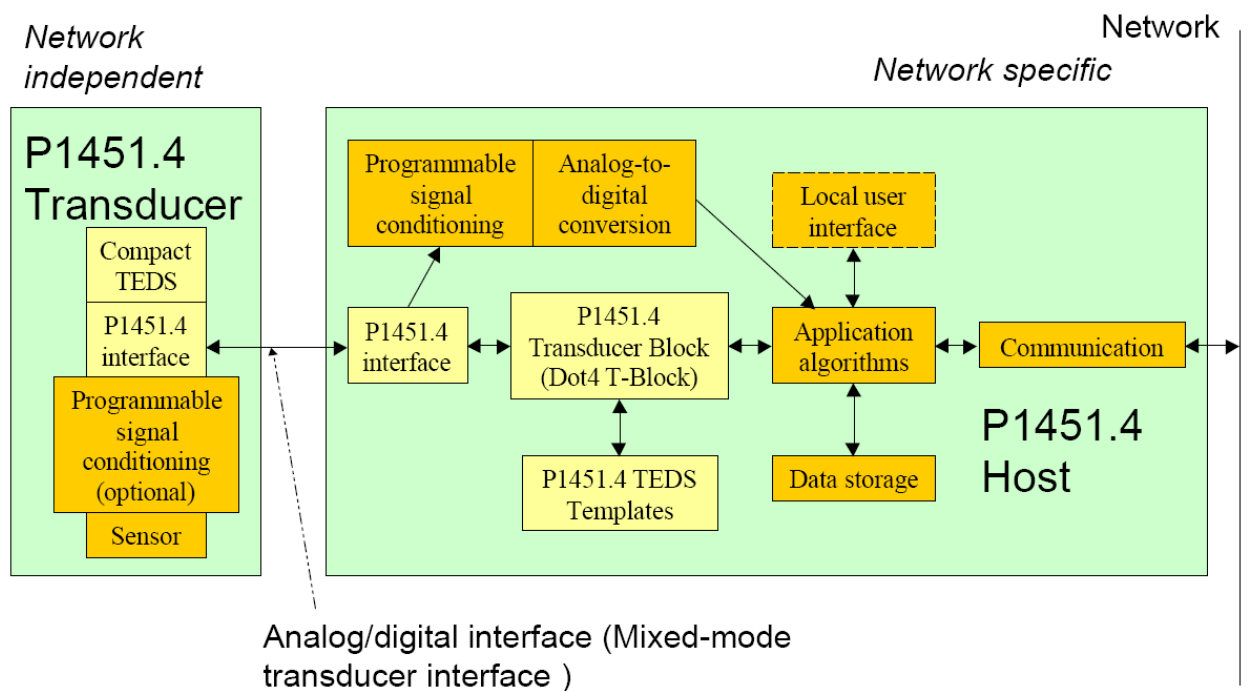 Network
independent
Network
Network specific
P1451.4
Transducer
Compact
TEDS
P1451.4
interface
Programmable
signal
conditioning
(optional)
Sensor
Programmable
signal
conditioning
Analog-to-
digital
conversion
Local user
interface
P1451.4
interface
P1451.4
Transducer Block
(Dot4 T-Block)
Application
algorithms
Communication
P1451.4 TEDS
Templates
Data storage
P1451.4
Host
Analog/digital interface (Mixed-mode
transducer interface )